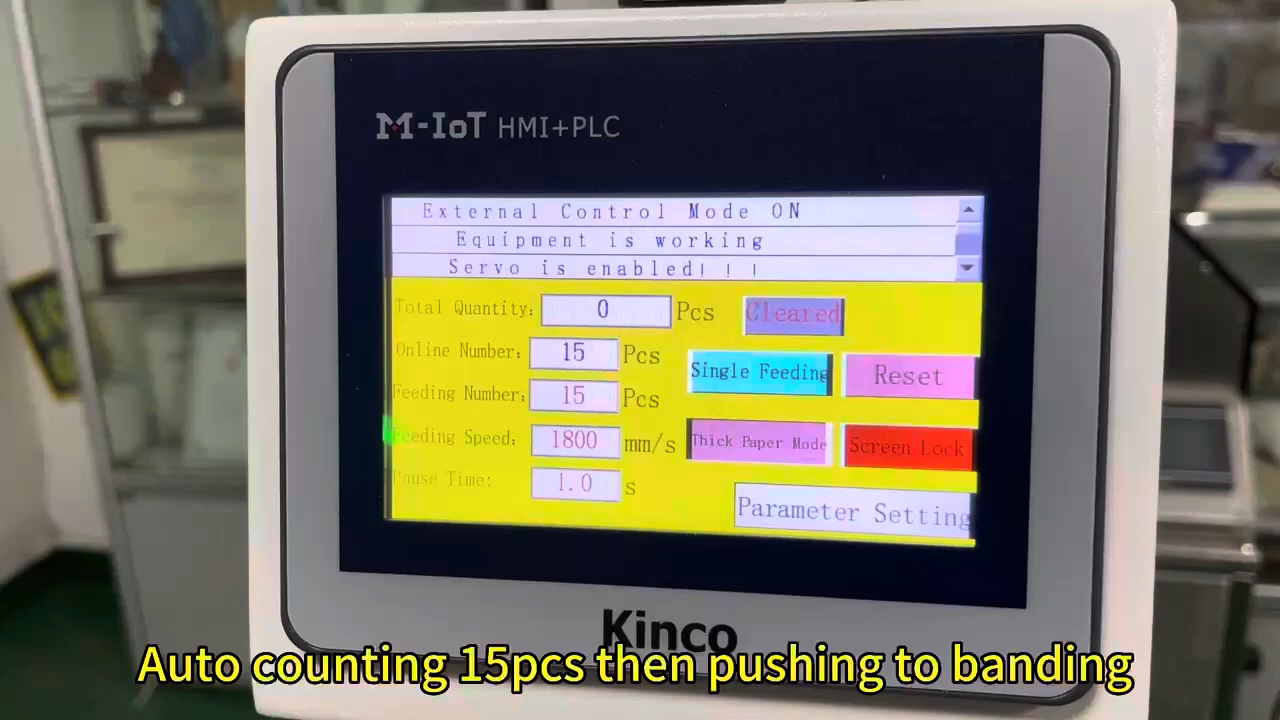 M-IoT HMI+PLC
External Control Mode ON
Equipment is working
Servo is enabled! ! !
Total Quantity: 0 Pcs Cleared
Online Number: 15 Pcs
Single Feeding Reset
Feeding Number: 15 Pcs
Feeding Speed: 1800 mm/s Thick Paper Mode Screen Lock
Pause Time: 1.0 s
Parameter Setting
Kinco
Auto counting 15pcs then pushing to banding